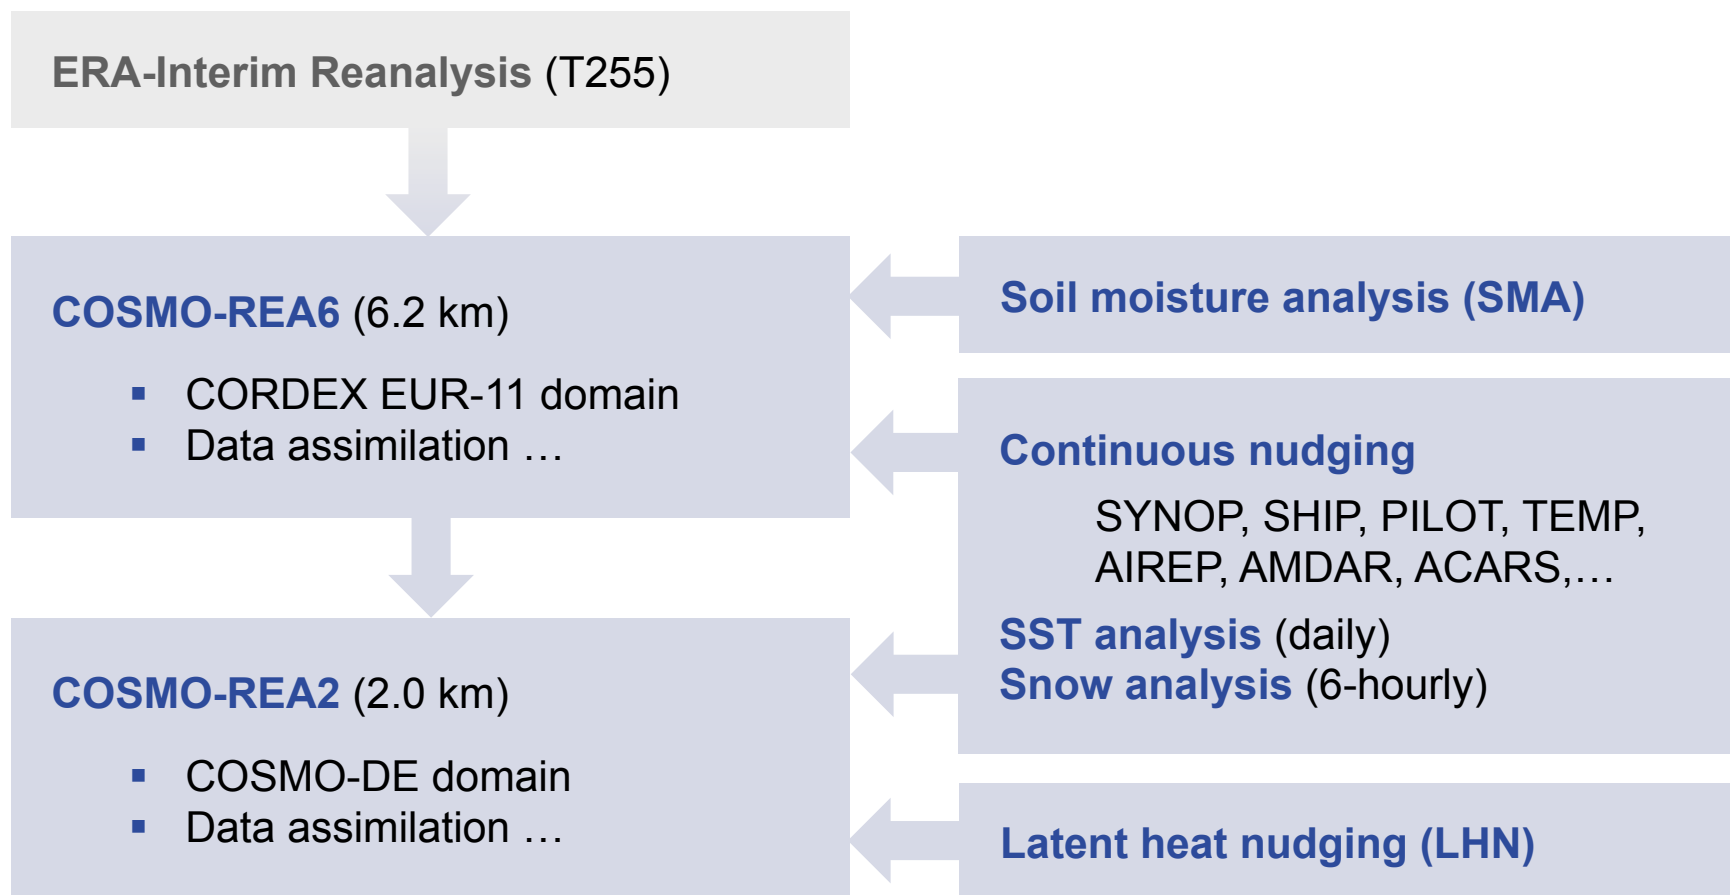 ERA-Interim Reanalysis (T255)
COSMO-REA6 (6.2 km)
▪ CORDEX EUR-11 domain
▪ Data assimilation …
COSMO-REA2 (2.0 km)
▪ COSMO-DE domain
▪ Data assimilation …
Soil moisture analysis (SMA)
Continuous nudging
SYNOP, SHIP, PILOT, TEMP,
AIREP, AMDAR, ACARS,…
SST analysis (daily)
Snow analysis (6-hourly)
Latent heat nudging (LHN)